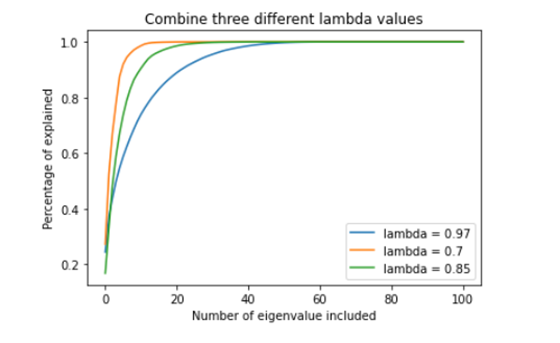 Combine three different lambda values
Percentage of explained
1.0
0.8
0.6
0.4
0.2
lambda = 0.97
lambda = 0.7
lambda = 0.85
0 20 40 60 80 100
Number of eigenvalue included